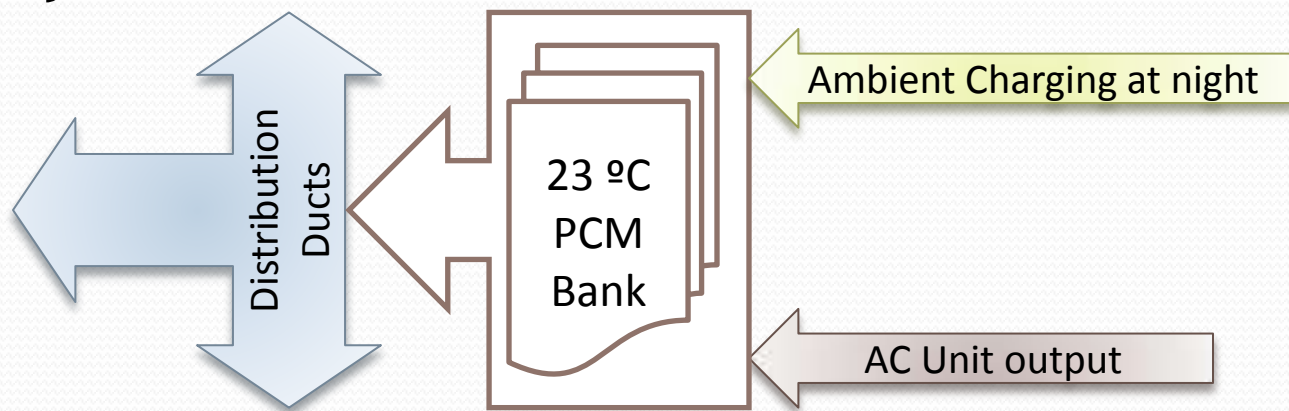 Distribution
Ducts
23 ºC
PCM
Bank
Ambient Charging at night
AC Unit output